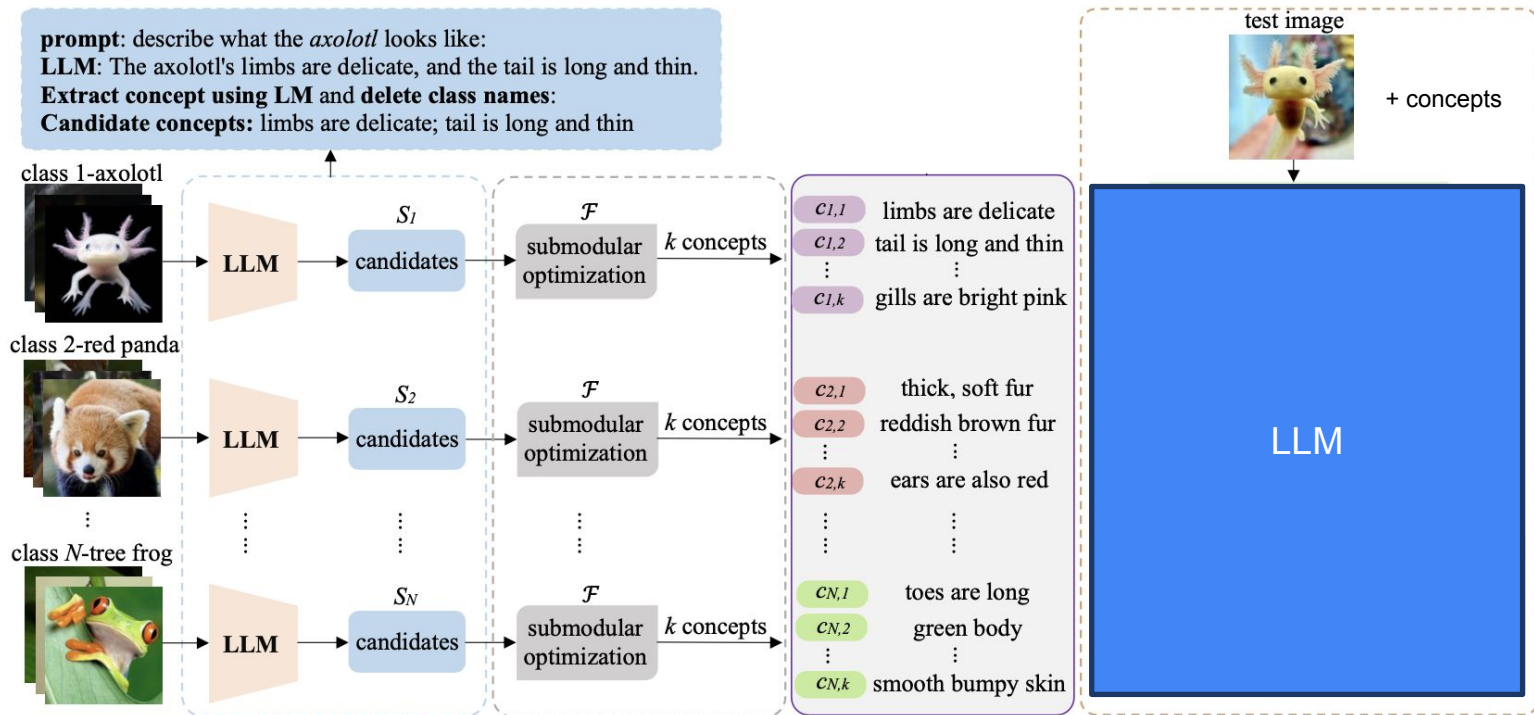 prompt: describe what the axolotl looks like:
LLM: The axolotl's limbs are delicate, and the tail is long and thin.
Extract concept using LM and delete class names:
Candidate concepts: limbs are delicate; tail is long and thin
test image
+ concepts
class 1-axolotl
LLM
S1
candidates
F
submodular
optimization
k concepts
c1,1 limbs are delicate
c1,2 tail is long and thin
c1,k gills are bright pink
class 2-red panda
LLM
S2
candidates
F
submodular
optimization
k concepts
c2,1 thick, soft fur
c2,2 reddish brown fur
c2,k ears are also red
class N-tree frog
LLM
SN
candidates
F
submodular
optimization
k concepts
cN,1 toes are long
cN,2 green body
cN,k smooth bumpy skin
LLM